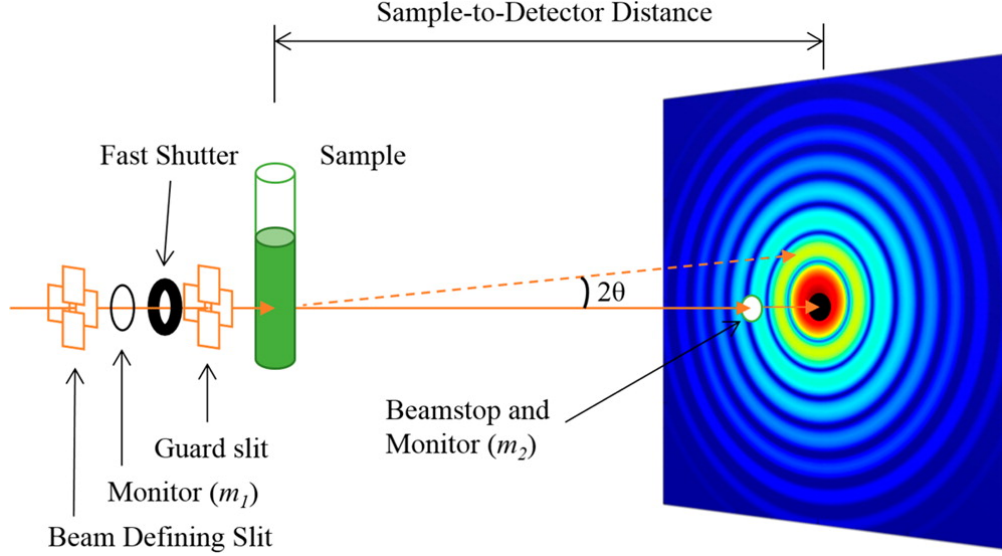 Sample-to-Detector Distance
Fast Shutter
Sample
2θ
Beamstop and
Monitor (m2)
Guard slit
Monitor (m1)
Beam Defining Slit